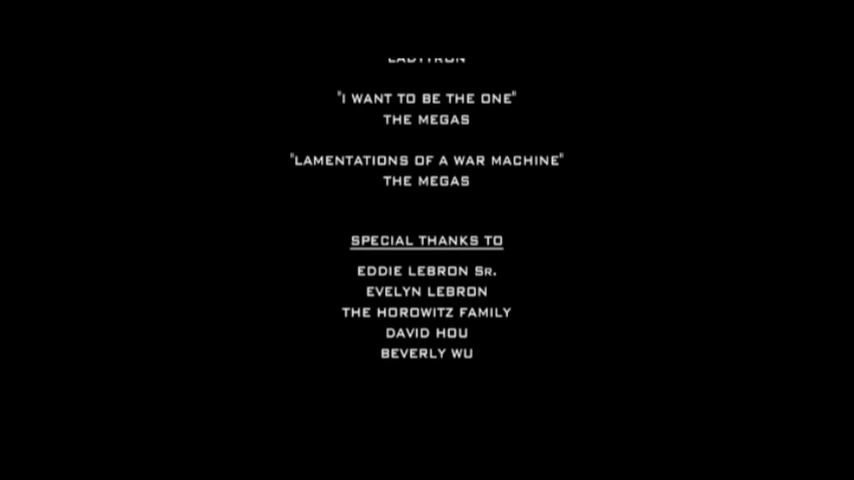 LADYTRON
"I WANT TO BE THE ONE"
THE MEGAS
"LAMENTATIONS OF A WAR MACHINE"
THE MEGAS
SPECIAL THANKS TO
EDDIE LEBRON SR.
EVELYN LEBRON
THE HOROWITZ FAMILY
DAVID HOU
BEVERLY WU